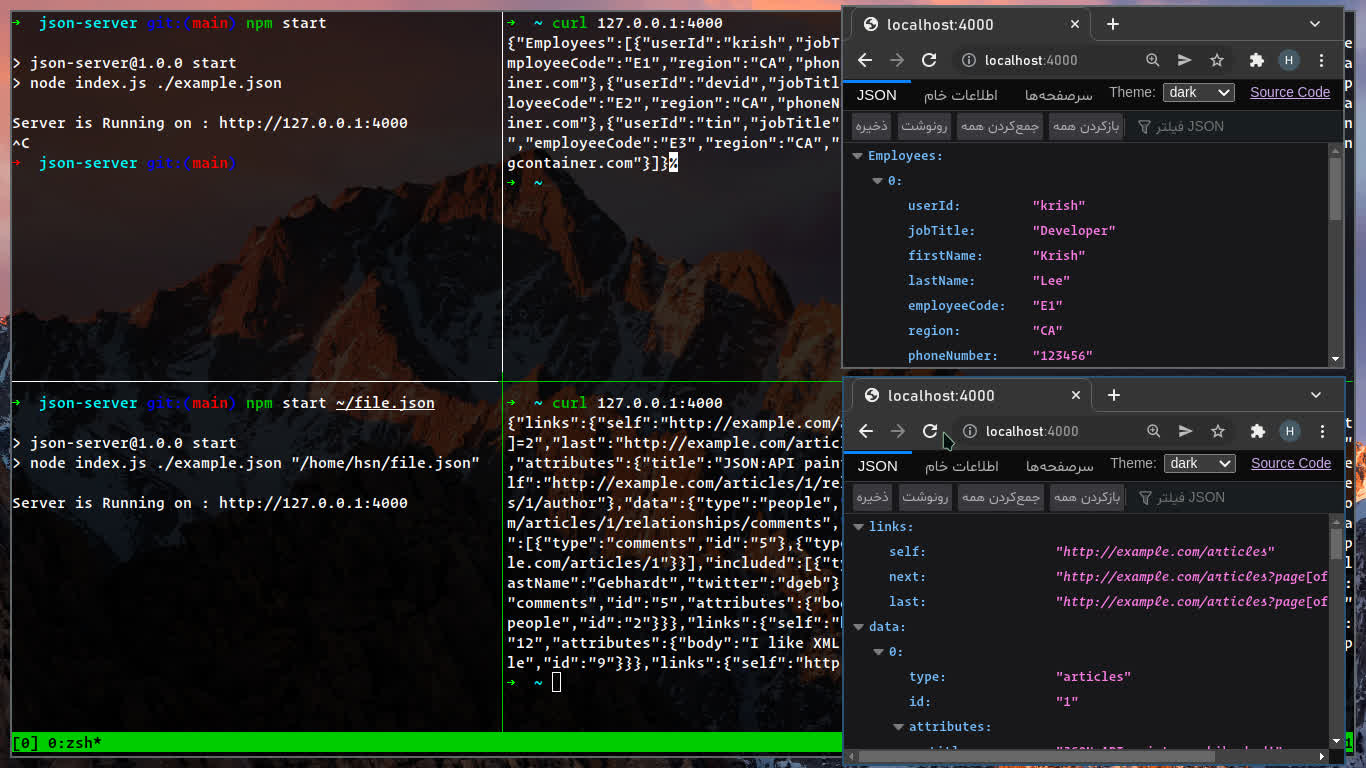 ➜ json-server git:(main) npm start
> json-server@1.0.0 start
> node index.js ./example.json
Server is Running on : http://127.0.0.1:4000
^C
➜ json-server git:(main)
➜ ~ curl 127.0.0.1:4000
{"Employees":[{"userId":"krish","jobT
mployeeCode":"E1","region":"CA","phon
iner.com"},{"userId":"devid","jobTitl
loyeeCode":"E2","region":"CA","phoneN
iner.com"},{"userId":"tin","jobTitle"
","employeeCode":"E3","region":"CA","
gcontainer.com"}]}%
➜ ~
localhost:4000
localhost:4000
H
JSON اطلاعات خام سرصفحه‌ها Theme: dark Source Code
ذخیره رونوشت جمع‌کردن همه بازکردن همه فیلتر JSON
Employees:
0:
userId: "krish"
jobTitle: "Developer"
firstName: "Krish"
lastName: "Lee"
employeeCode: "E1"
region: "CA"
phoneNumber: "123456"
➜ json-server git:(main) npm start ~/file.json
> json-server@1.0.0 start
> node index.js ./example.json "/home/hsn/file.json"
Server is Running on : http://127.0.0.1:4000
➜ ~ curl 127.0.0.1:4000
{"links":{"self":"http://example.com/a
]=2","last":"http://example.com/artic
,"attributes":{"title":"JSON:API pain
lf":"http://example.com/articles/1/re
s/1/author"},"data":{"type":"people",
m/articles/1/relationships/comments",
":[{"type":"comments","id":"5"},{"typ
le.com/articles/1"}}],"included":[{"ty
astName":"Gebhardt","twitter":"dgeb"}
"comments","id":"5","attributes":{"bo
people","id":"2"}}},"links":{"self":"
"12","attributes":{"body":"I like XML
le","id":"9"}}},"links":{"self":"http
➜ ~
localhost:4000
localhost:4000
H
JSON اطلاعات خام سرصفحه‌ها Theme: dark Source Code
ذخیره رونوشت جمع‌کردن همه بازکردن همه فیلتر JSON
links:
self: "http://example.com/articles"
next: "http://example.com/articles?page[of
last: "http://example.com/articles?page[of
data:
0:
type: "articles"
id: "1"
attributes:
[0] 0:zsh*